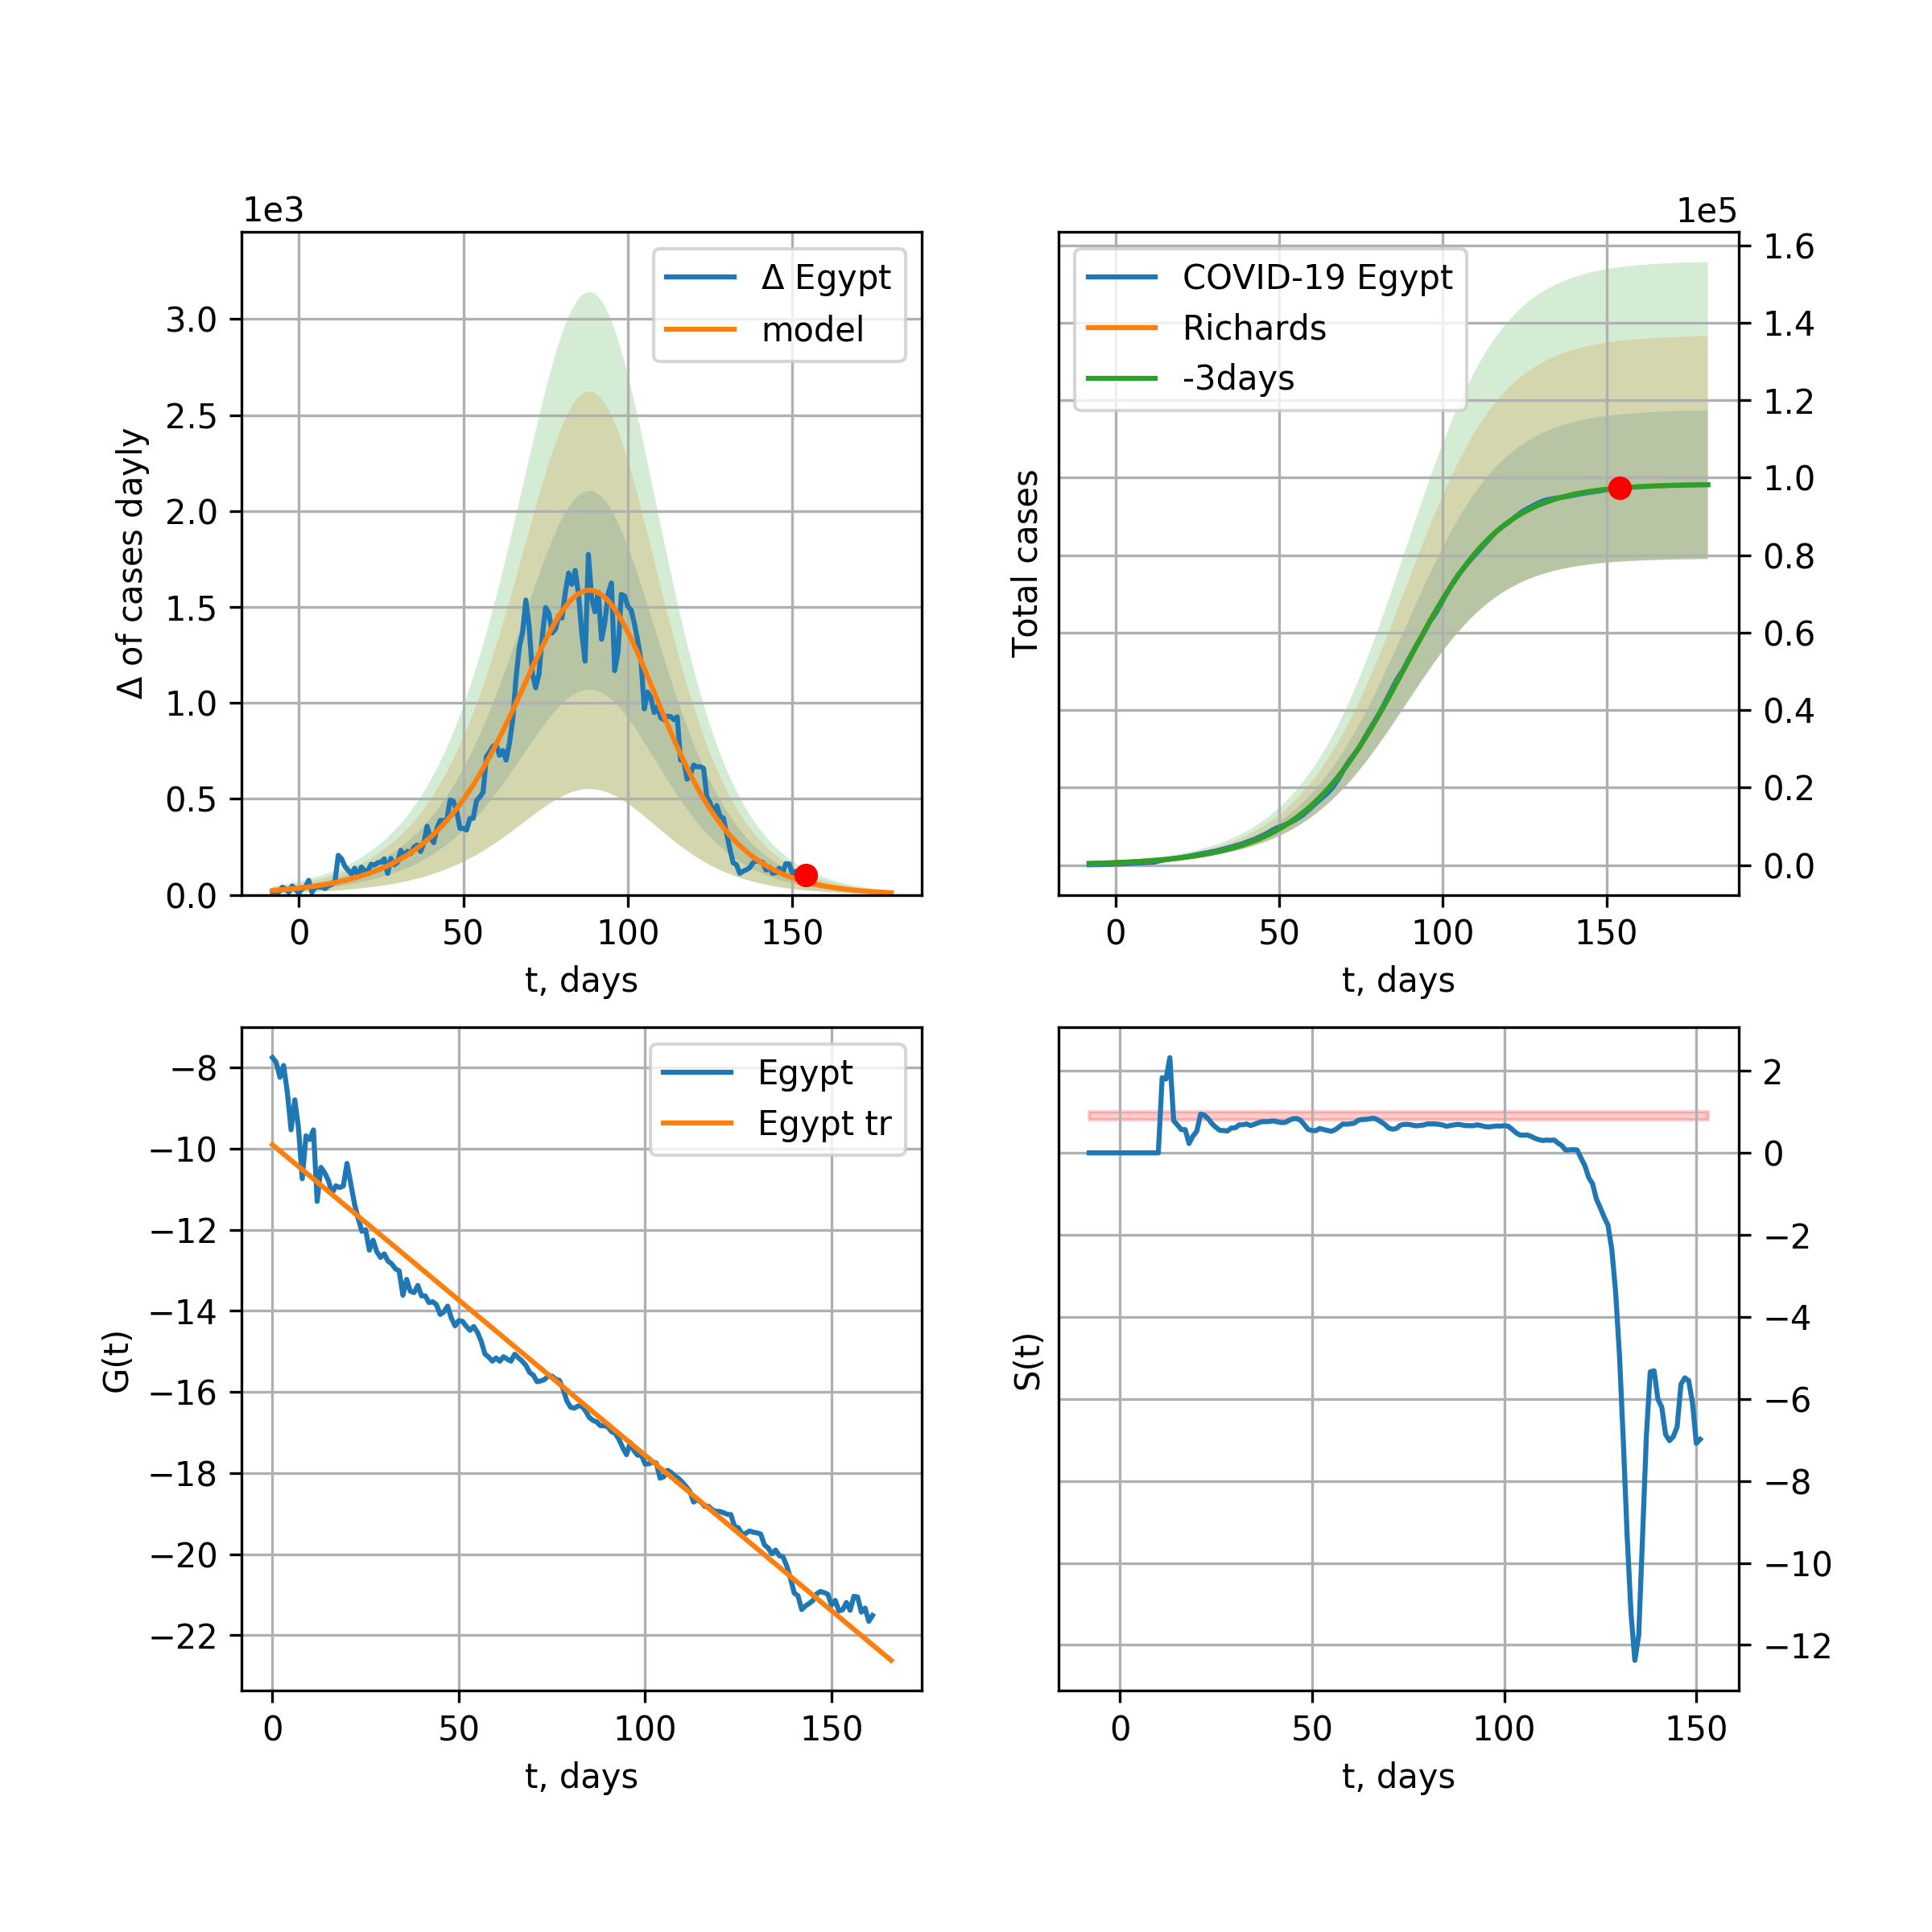 1e3
Δ of cases dayly
3.0
2.5
2.0
1.5
1.0
0.5
0.0
Δ Egypt
model
0 50 100 150
t, days
1e5
Total cases
COVID-19 Egypt
Richards
-3days
1.6
1.4
1.2
1.0
0.8
0.6
0.4
0.2
0.0
0 50 100 150
t, days
G(t)
−8
−10
−12
−14
−16
−18
−20
−22
Egypt
Egypt tr
0 50 100 150
t, days
S(t)
2
0
−2
−4
−6
−8
−10
−12
0 50 100 150
t, days